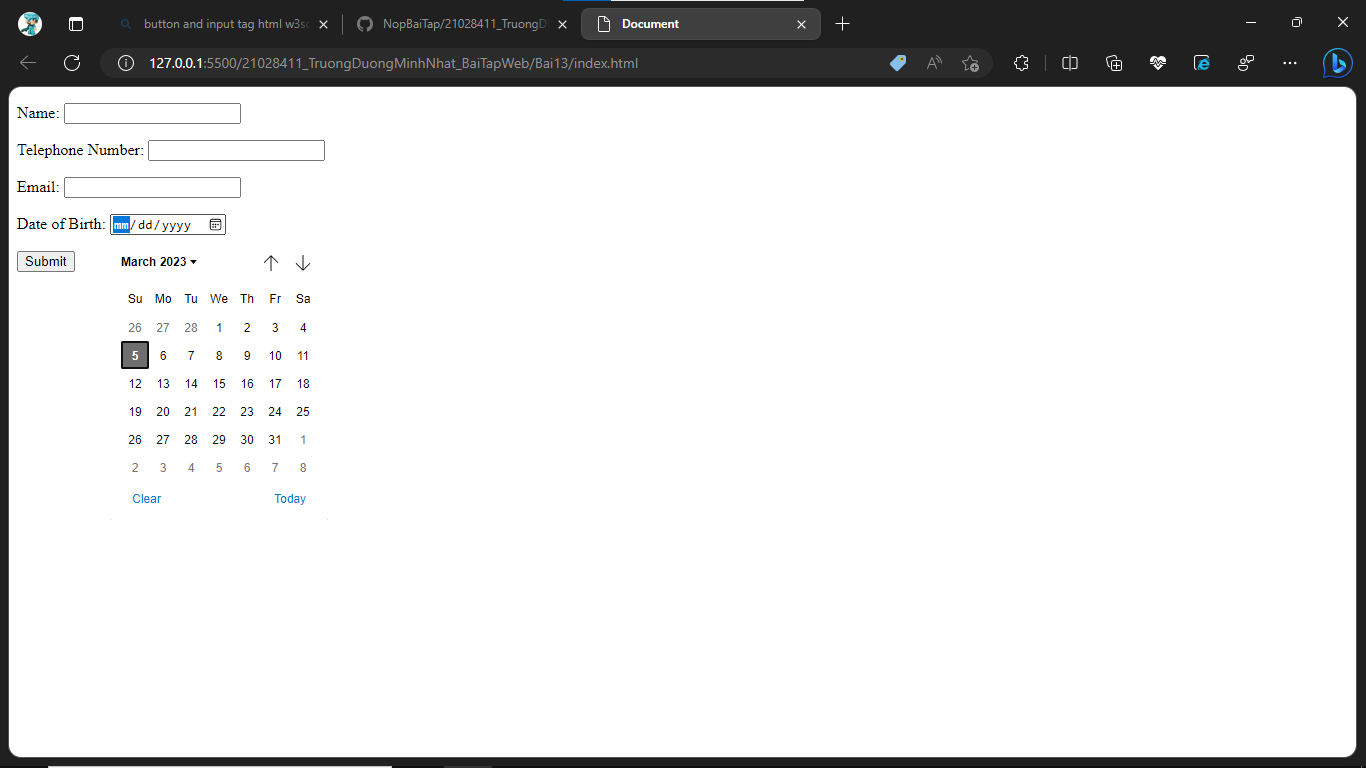 button and input tag html w3s
NopBaiTap/21028411_TruongD
Document
127.0.0.1:5500/21028411_TruongDuongMinhNhat_BaiTapWeb/Bai13/index.html
Name:
Telephone Number:
Email:
Date of Birth: mm/dd/yyyy
Submit
March 2023
Su Mo Tu We Th Fr Sa
26 27 28 1 2 3 4
5 6 7 8 9 10 11
12 13 14 15 16 17 18
19 20 21 22 23 24 25
26 27 28 29 30 31 1
2 3 4 5 6 7 8
Clear Today